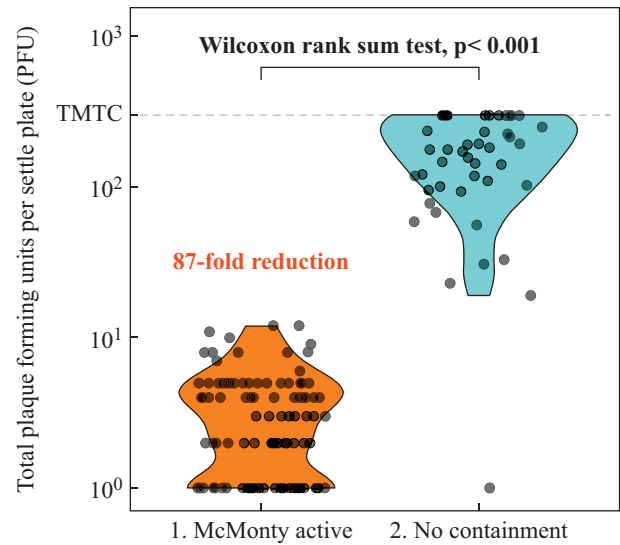 Total plaque forming units per settle plate (PFU)
10³
Wilcoxon rank sum test, p< 0.001
TMTC
10²
87-fold reduction
10¹
10⁰
1. McMonty active
2. No containment